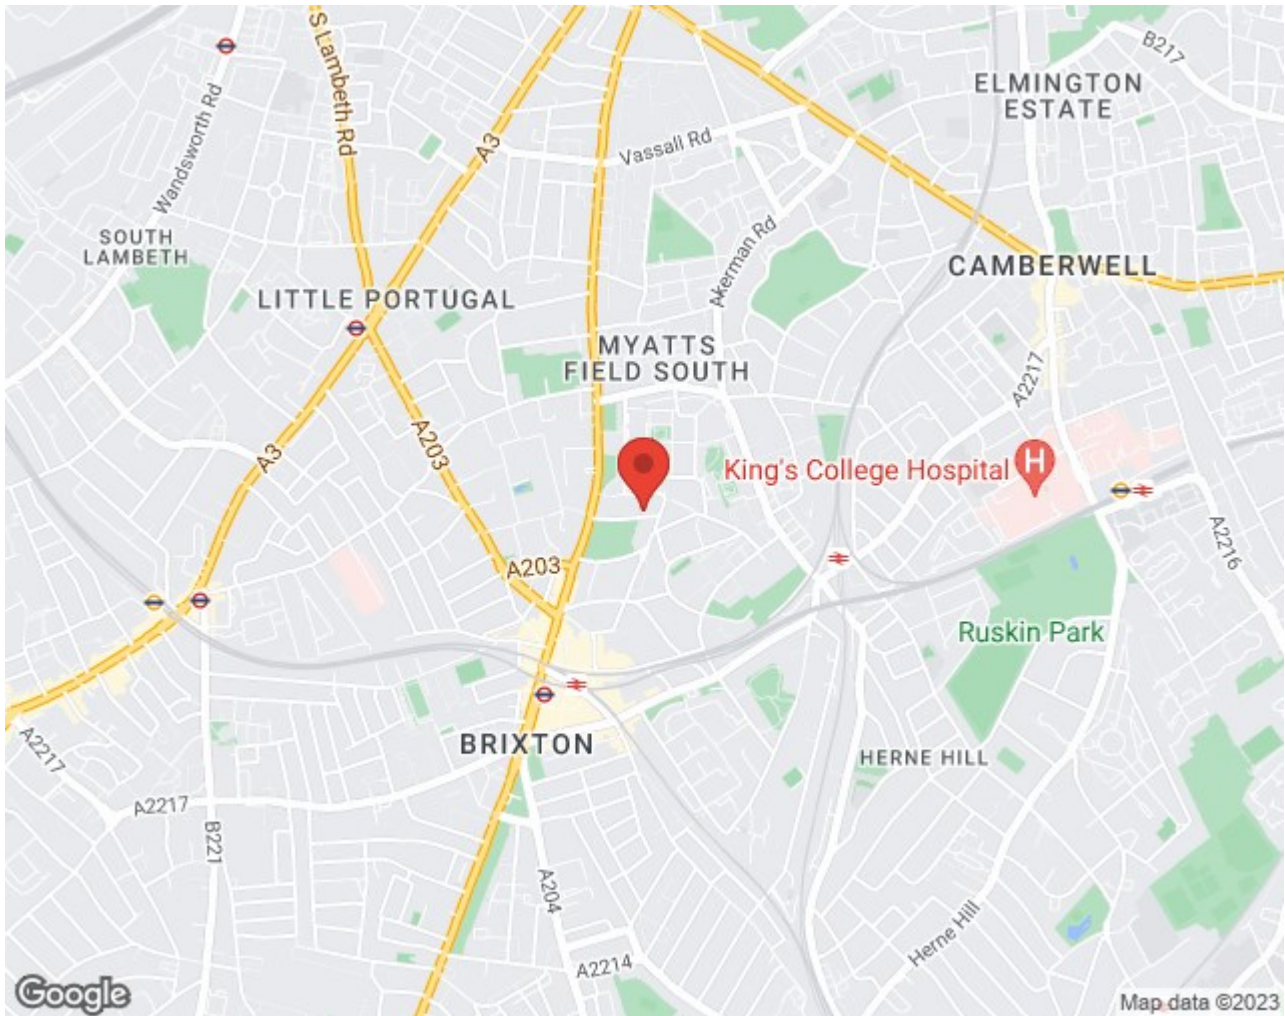 S Lambeth Rd
B217
ELMINGTON
ESTATE
Wandsworth Rd
A3
Vassall Rd
SOUTH
LAMBETH
Akerman Rd
CAMBERWELL
LITTLE PORTUGAL
MYATTS
FIELD SOUTH
A2217
A3
A203
King's College Hospital
H
A203
A2216
Ruskin Park
BRIXTON
A2217
HERNE HILL
A2217
B221
A204
Herne Hill
A2214
Google
Map data ©2023